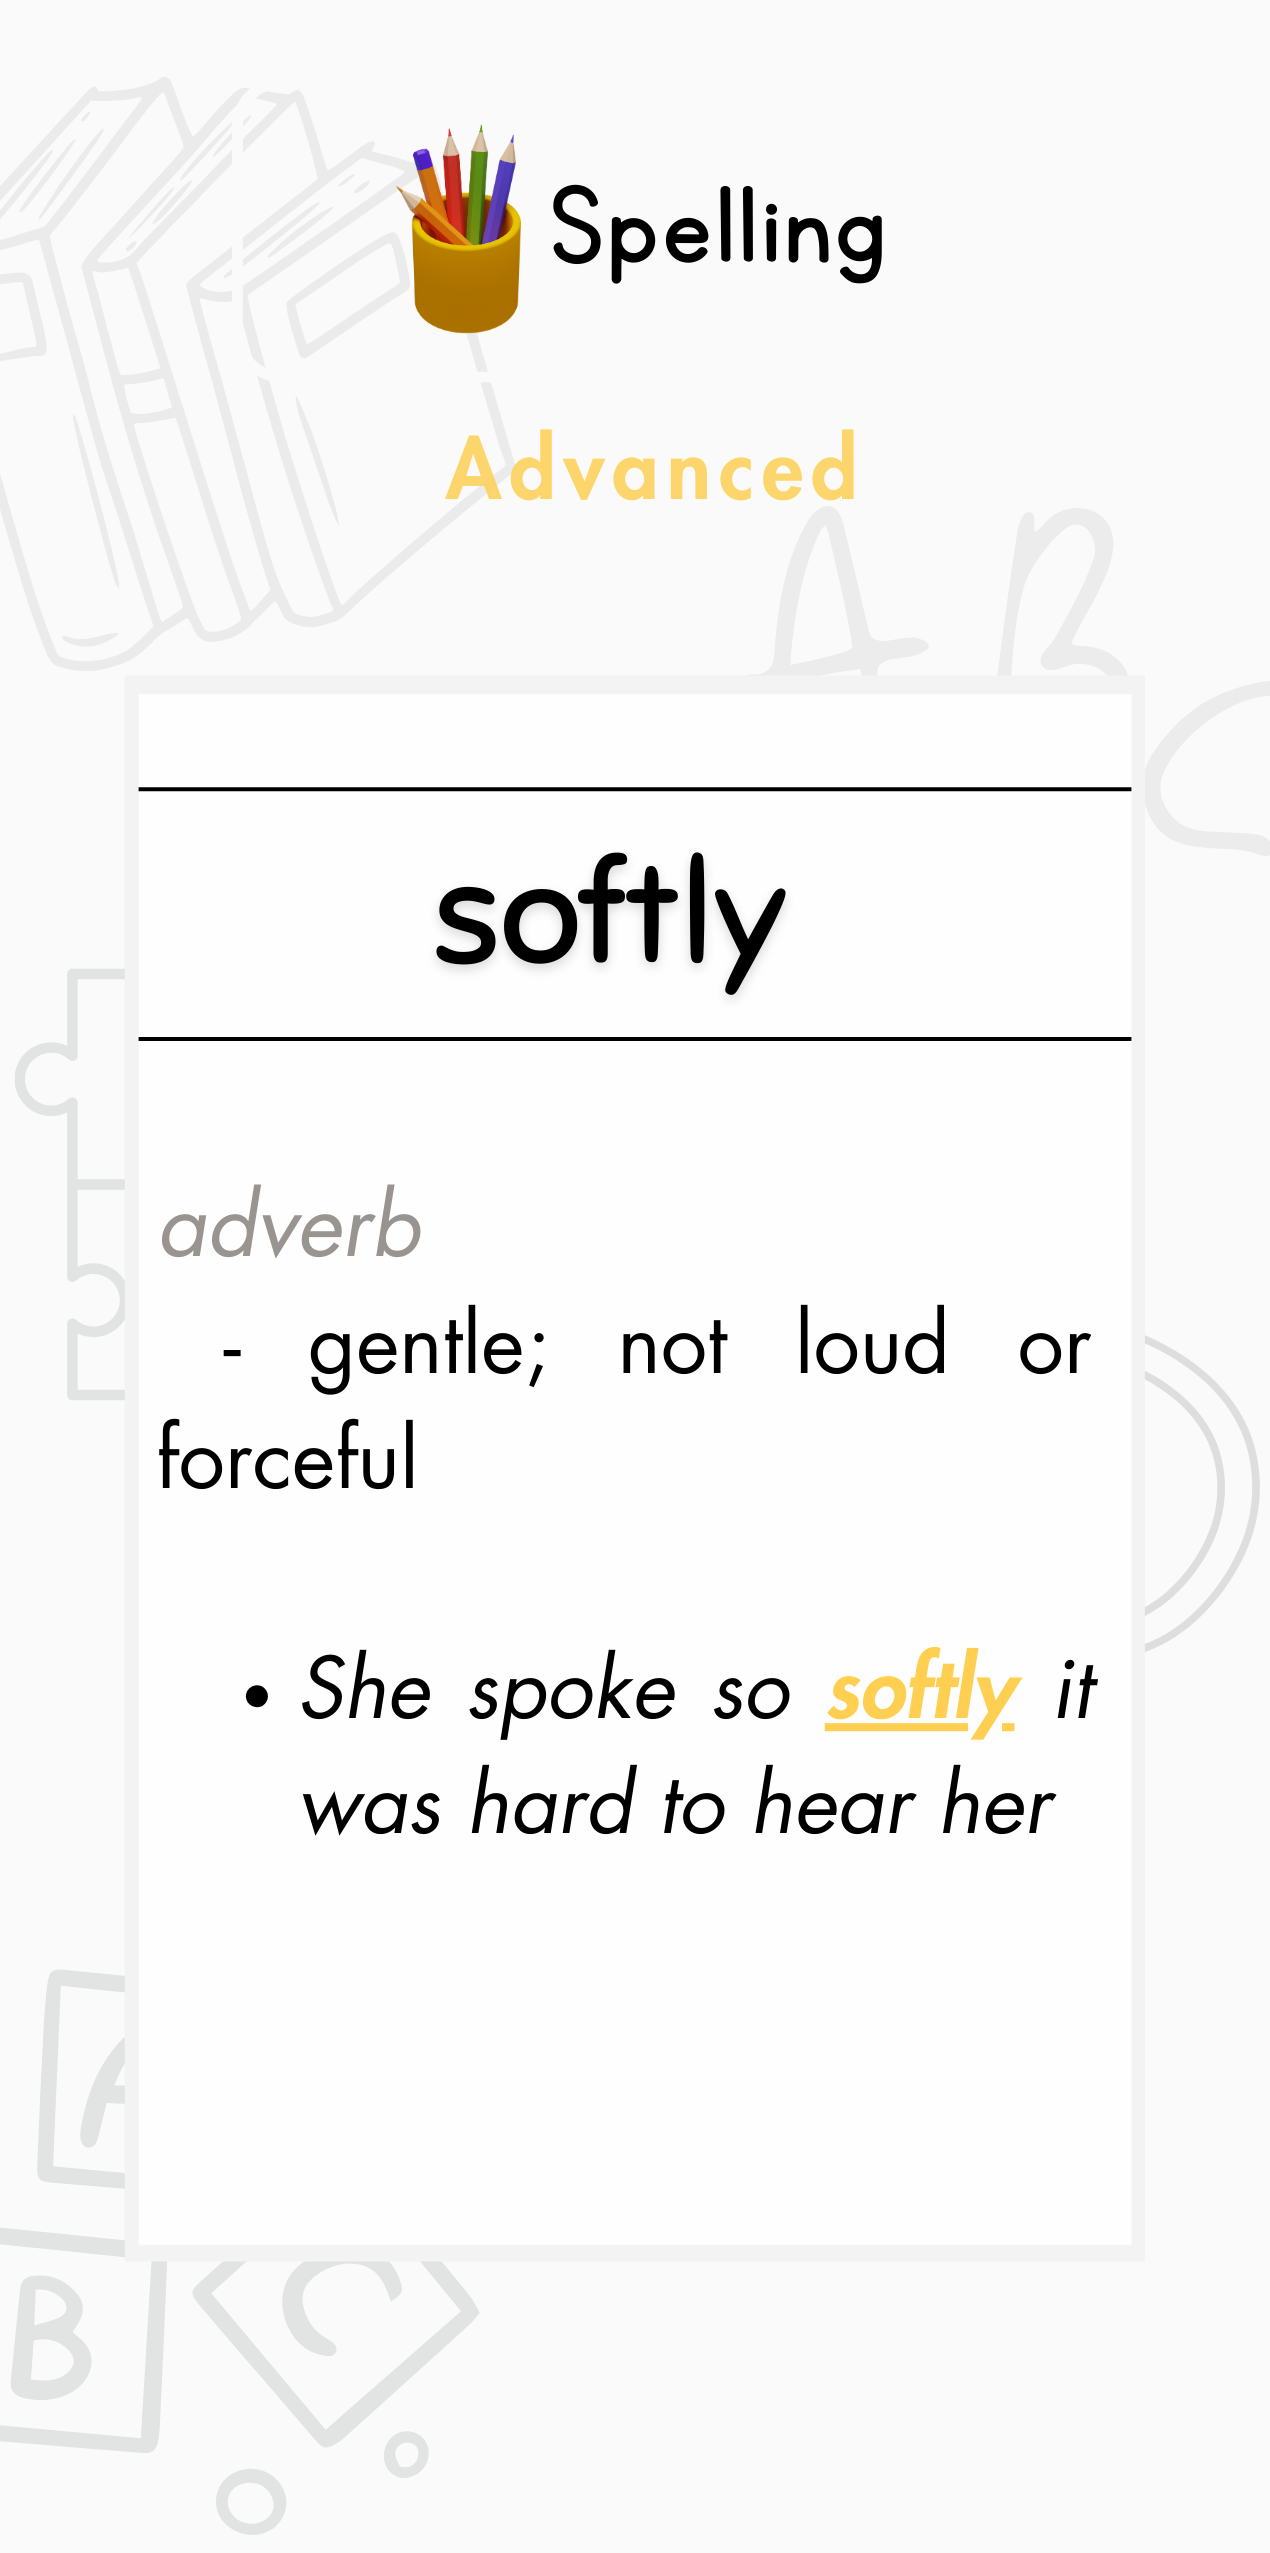 Spelling
Advanced
A B C
softly
adverb
- gentle; not loud or
forceful
• She spoke so softly it
was hard to hear her
A
B
C